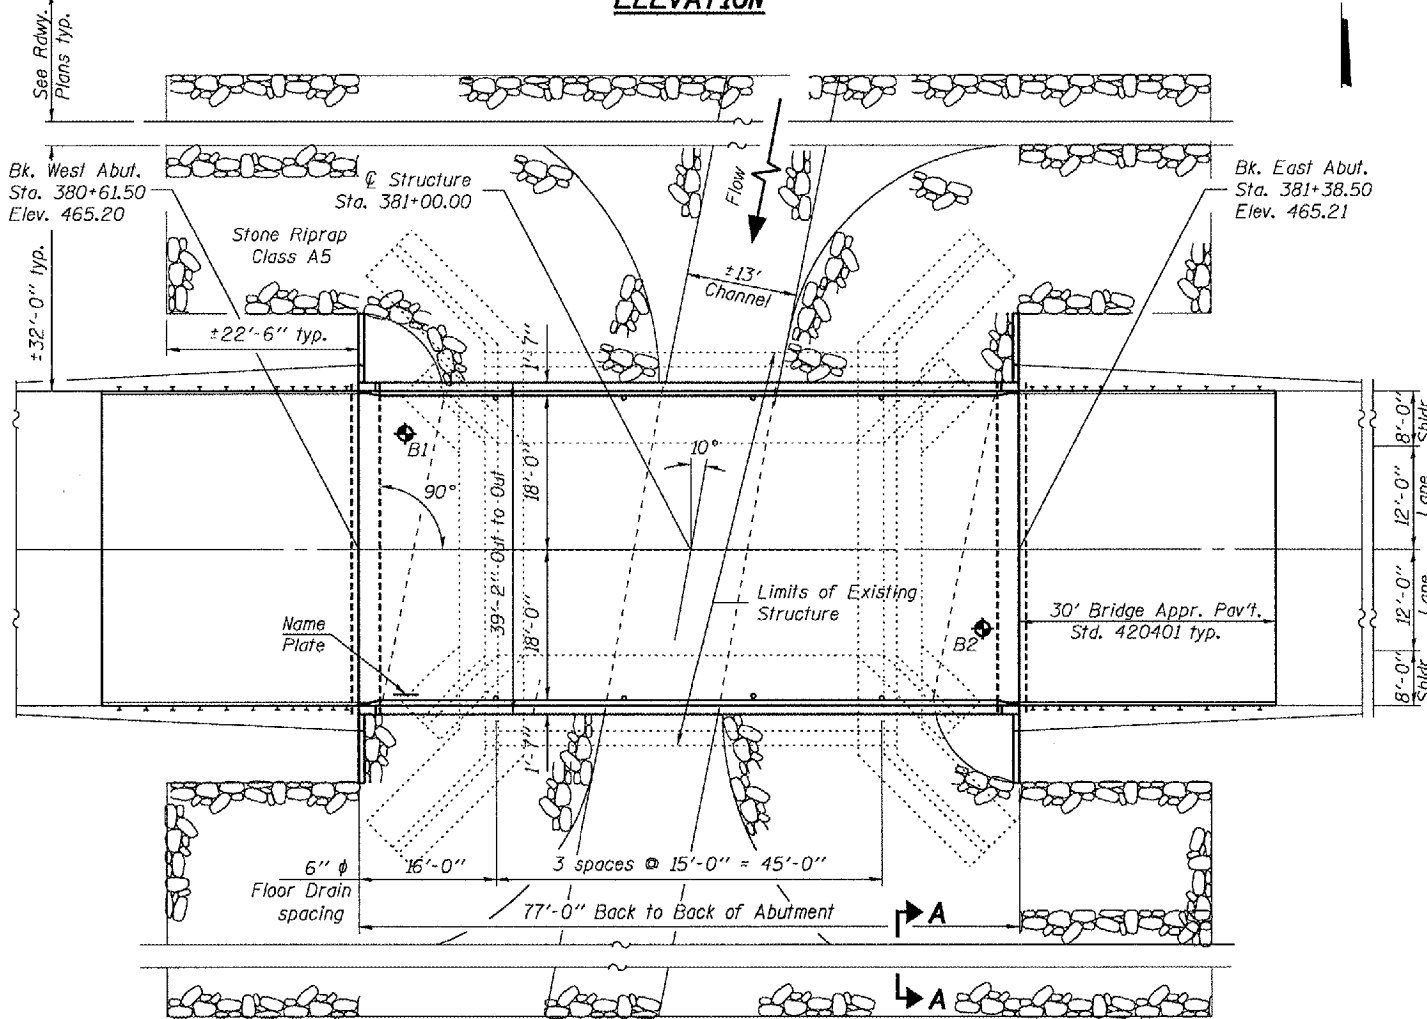 ELEVATION
See Rdwy.
Plans typ.
Bk. West Abut.
Sta. 380+61.50
Elev. 465.20
℄ Structure
Sta. 381+00.00
Flow
Bk. East Abut.
Sta. 381+38.50
Elev. 465.21
Stone Riprap
Class A5
±32'-0" typ.
±22'-6" typ.
±13'
Channel
1'-7"
B1
90°
10°
39'-2" Out to Out
18'-0"
18'-0"
8'-0"
Shldr.
12'-0"
Lane
12'-0"
Lane
8'-0"
Shldr.
Limits of Existing
Structure
Name
Plate
B2
30' Bridge Appr. Pav't.
Std. 420401 typ.
1'-7"
6" ϕ
Floor Drain
spacing
16'-0"
3 spaces @ 15'-0" = 45'-0"
77'-0" Back to Back of Abutment
A
A